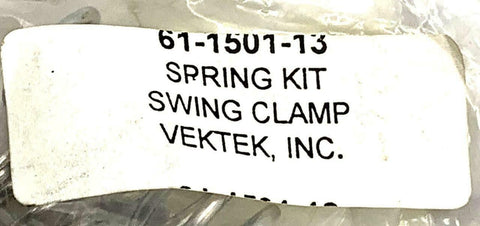 61-1501-13
SPRING KIT
SWING CLAMP
VEKTEK, INC.